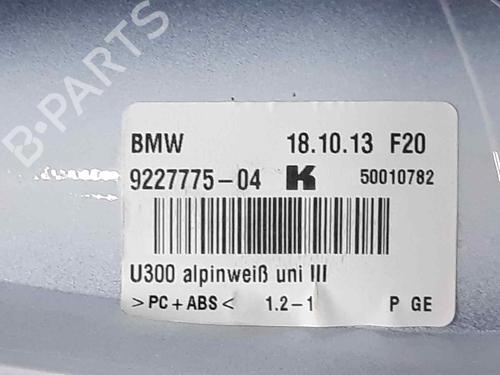 B-PARTS
BMW 18.10.13 F20
9227775-04 K 50010782
U300 alpinweiß uni III
>PC+ABS< 1.2-1 P GE